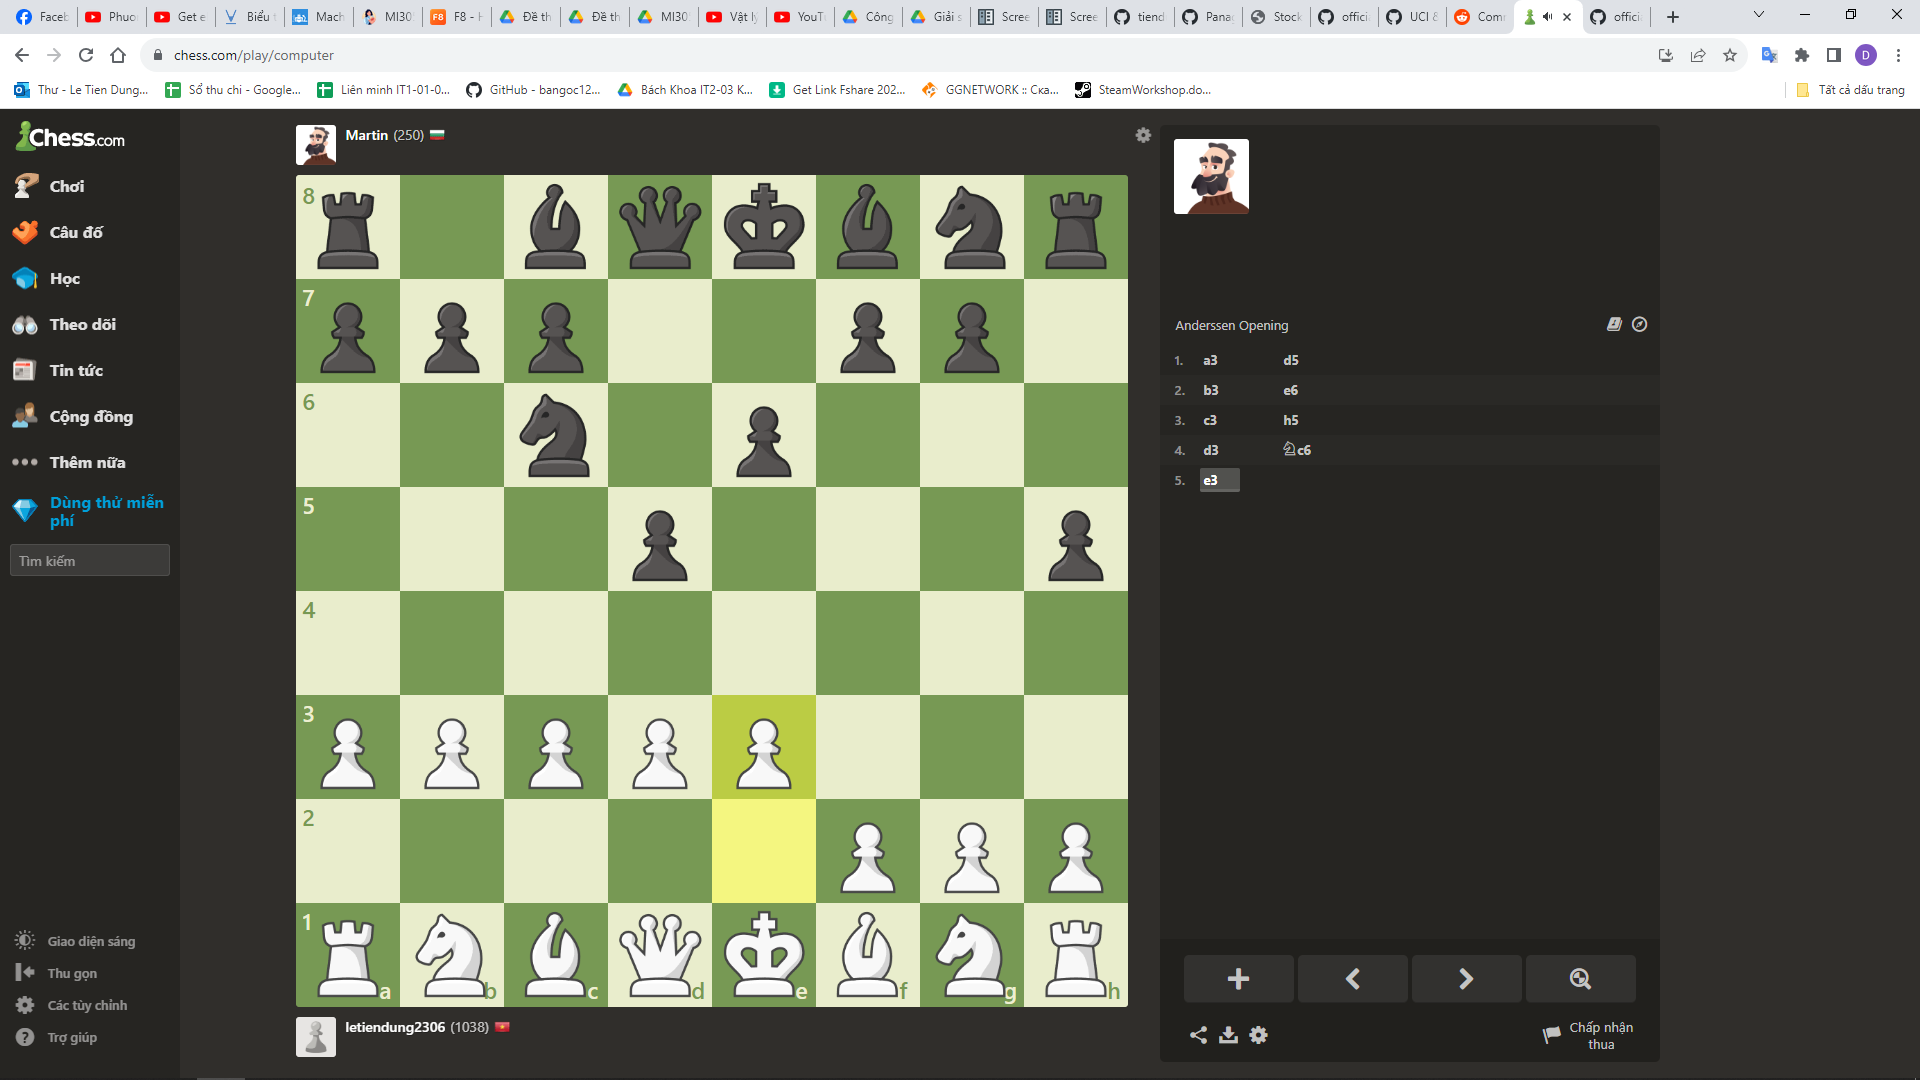 Faceb
Phuo
Get e
Biểu t
Mach
MI30
F8 - H
Đề th
Đề th
MI30
Vật lý
YouT
Công
Giải s
Scree
Scree
tiend
Panag
Stock
offici
UCI &
Com
offici
chess.com/play/computer
Thư - Le Tien Dung...
Sổ thu chi - Google...
Liên minh IT1-01-0...
GitHub - bangoc12...
Bách Khoa IT2-03 K...
Get Link Fshare 202...
GGNETWORK :: Ска...
SteamWorkshop.do...
Tất cả dấu trang
Chess.com
Chơi
Câu đố
Học
Theo dõi
Tin tức
Cộng đồng
Thêm nữa
Dùng thử miễn
phí
Tìm kiếm
Giao diện sáng
Thu gọn
Các tùy chỉnh
Trợ giúp
Martin (250)
8
7
6
5
4
3
2
1
a b c d e f g h
letiendung2306 (1038)
Anderssen Opening
1. a3 d5
2. b3 e6
3. c3 h5
4. d3 ♘c6
5. e3
Chấp nhận
thua